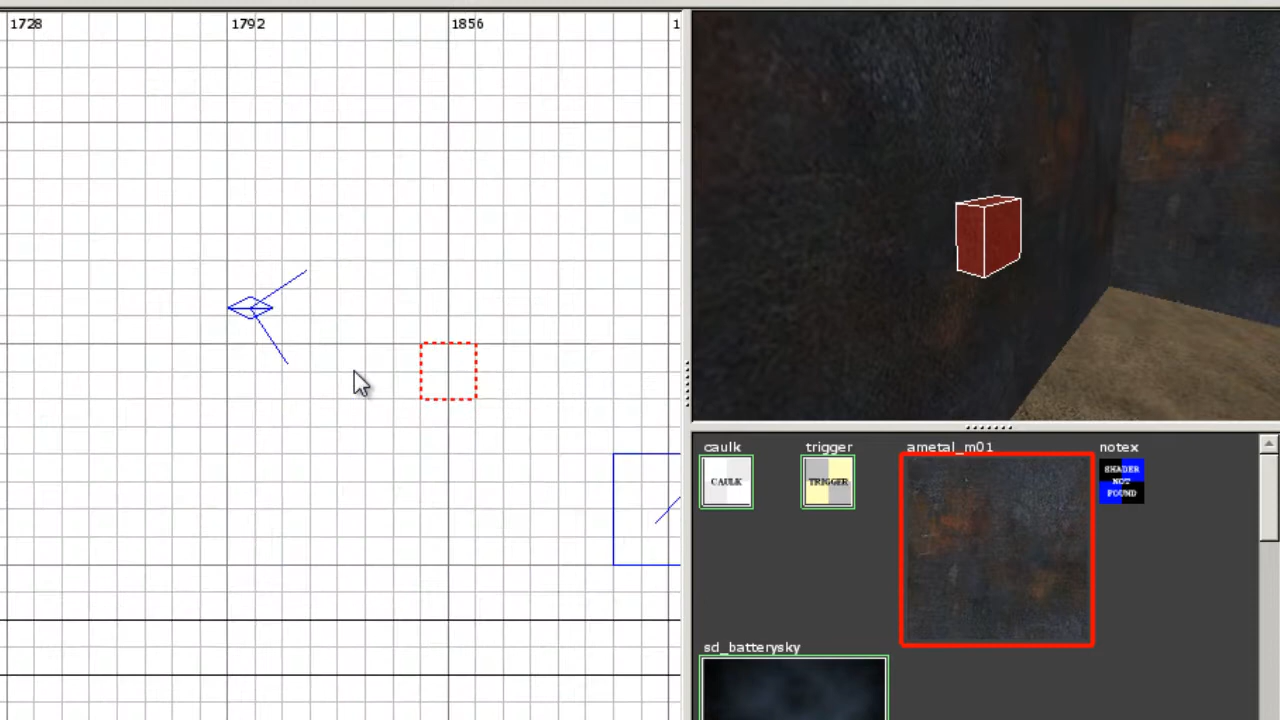 1728 1792 1856 1
caulk trigger ametal_m01 notex
CAULK TRIGGER SHADER
NOT
FOUND
sd_batterysky